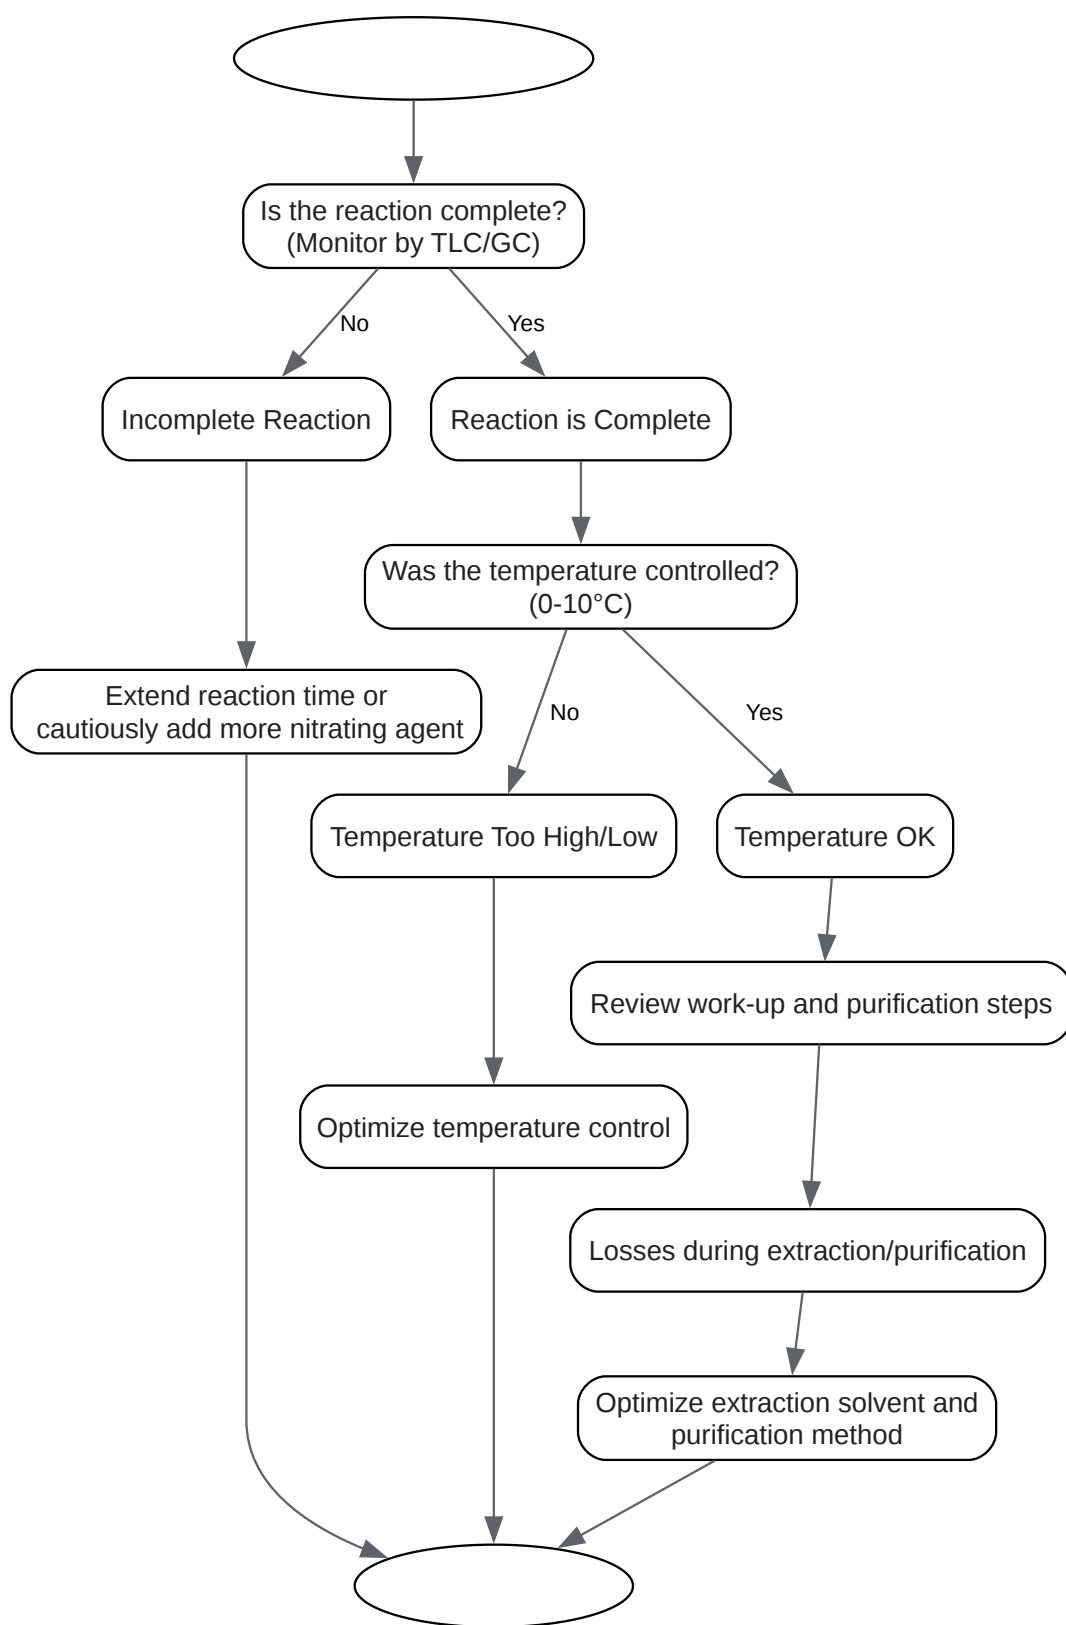 Is the reaction complete?
(Monitor by TLC/GC)
No
Yes
Incomplete Reaction
Reaction is Complete
Was the temperature controlled?
(0-10°C)
Extend reaction time or
cautiously add more nitrating agent
No
Yes
Temperature Too High/Low
Temperature OK
Review work-up and purification steps
Optimize temperature control
Losses during extraction/purification
Optimize extraction solvent and
purification method